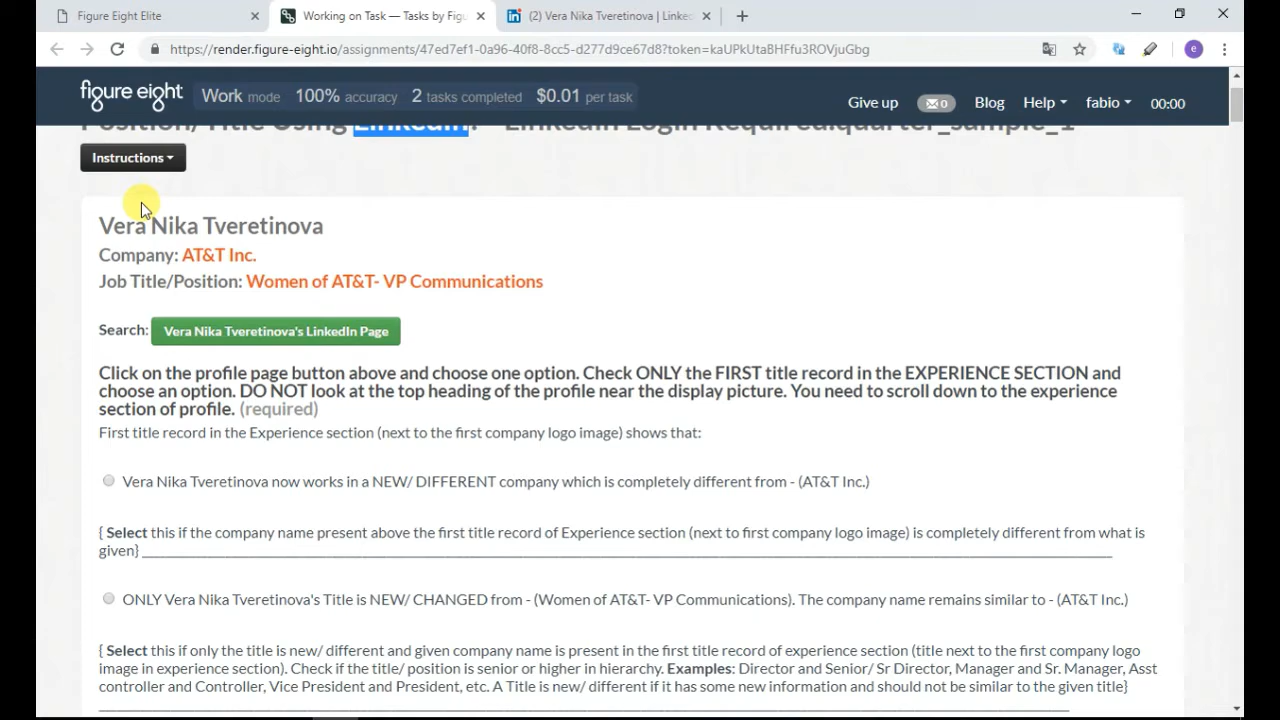 Figure Eight Elite
Working on Task — Tasks by Figu
(2) Vera Nika Tveretinova | Linke
https://render.figure-eight.io/assignments/47ed7ef1-0a96-40f8-8cc5-d277d9ce67d8?token=kaUPkUta8HFfu3ROVjuGbg
e
figure eight
Work mode 100% accuracy 2 tasks completed $0.01 per task
Give up 0 Blog Help fabio 00:00
Position/Title Using LinkedIn? - LinkedIn Login Required!quarter_sample_1
Instructions
Vera Nika Tveretinova
Company: AT&T Inc.
Job Title/Position: Women of AT&T- VP Communications
Search: Vera Nika Tveretinova's LinkedIn Page
Click on the profile page button above and choose one option. Check ONLY the FIRST title record in the EXPERIENCE SECTION and
choose an option. DO NOT look at the top heading of the profile near the display picture. You need to scroll down to the experience
section of profile. (required)
First title record in the Experience section (next to the first company logo image) shows that:
Vera Nika Tveretinova now works in a NEW/ DIFFERENT company which is completely different from - (AT&T Inc.)
{ Select this if the company name present above the first title record of Experience section (next to first company logo image) is completely different from what is
given}
ONLY Vera Nika Tveretinova's Title is NEW/ CHANGED from - (Women of AT&T- VP Communications). The company name remains similar to - (AT&T Inc.)
{ Select this if only the title is new/ different and given company name is present in the first title record of experience section (title next to the first company logo
image in experience section). Check if the title/ position is senior or higher in hierarchy. Examples: Director and Senior/ Sr Director, Manager and Sr. Manager, Asst
controller and Controller, Vice President and President, etc. A Title is new/ different if it has some new information and should not be similar to the given title}